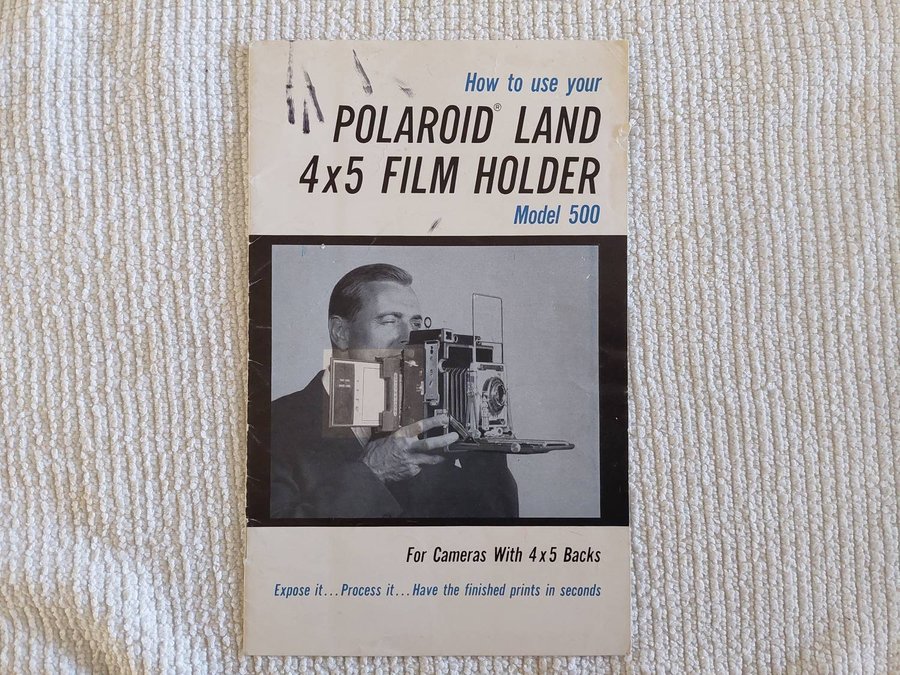 How to use your
POLAROID® LAND
4x5 FILM HOLDER
Model 500
For Cameras With 4x5 Backs
Expose it...Process it...Have the finished prints in seconds